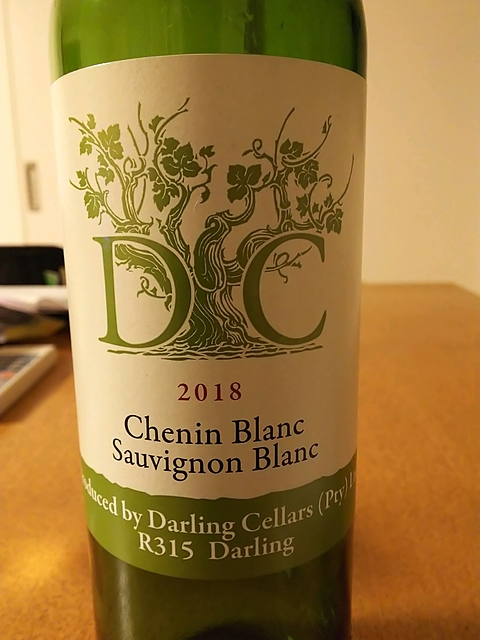 DC
2018
Chenin Blanc
Sauvignon Blanc
by Darling Cellars (Pty)
R315 Darling